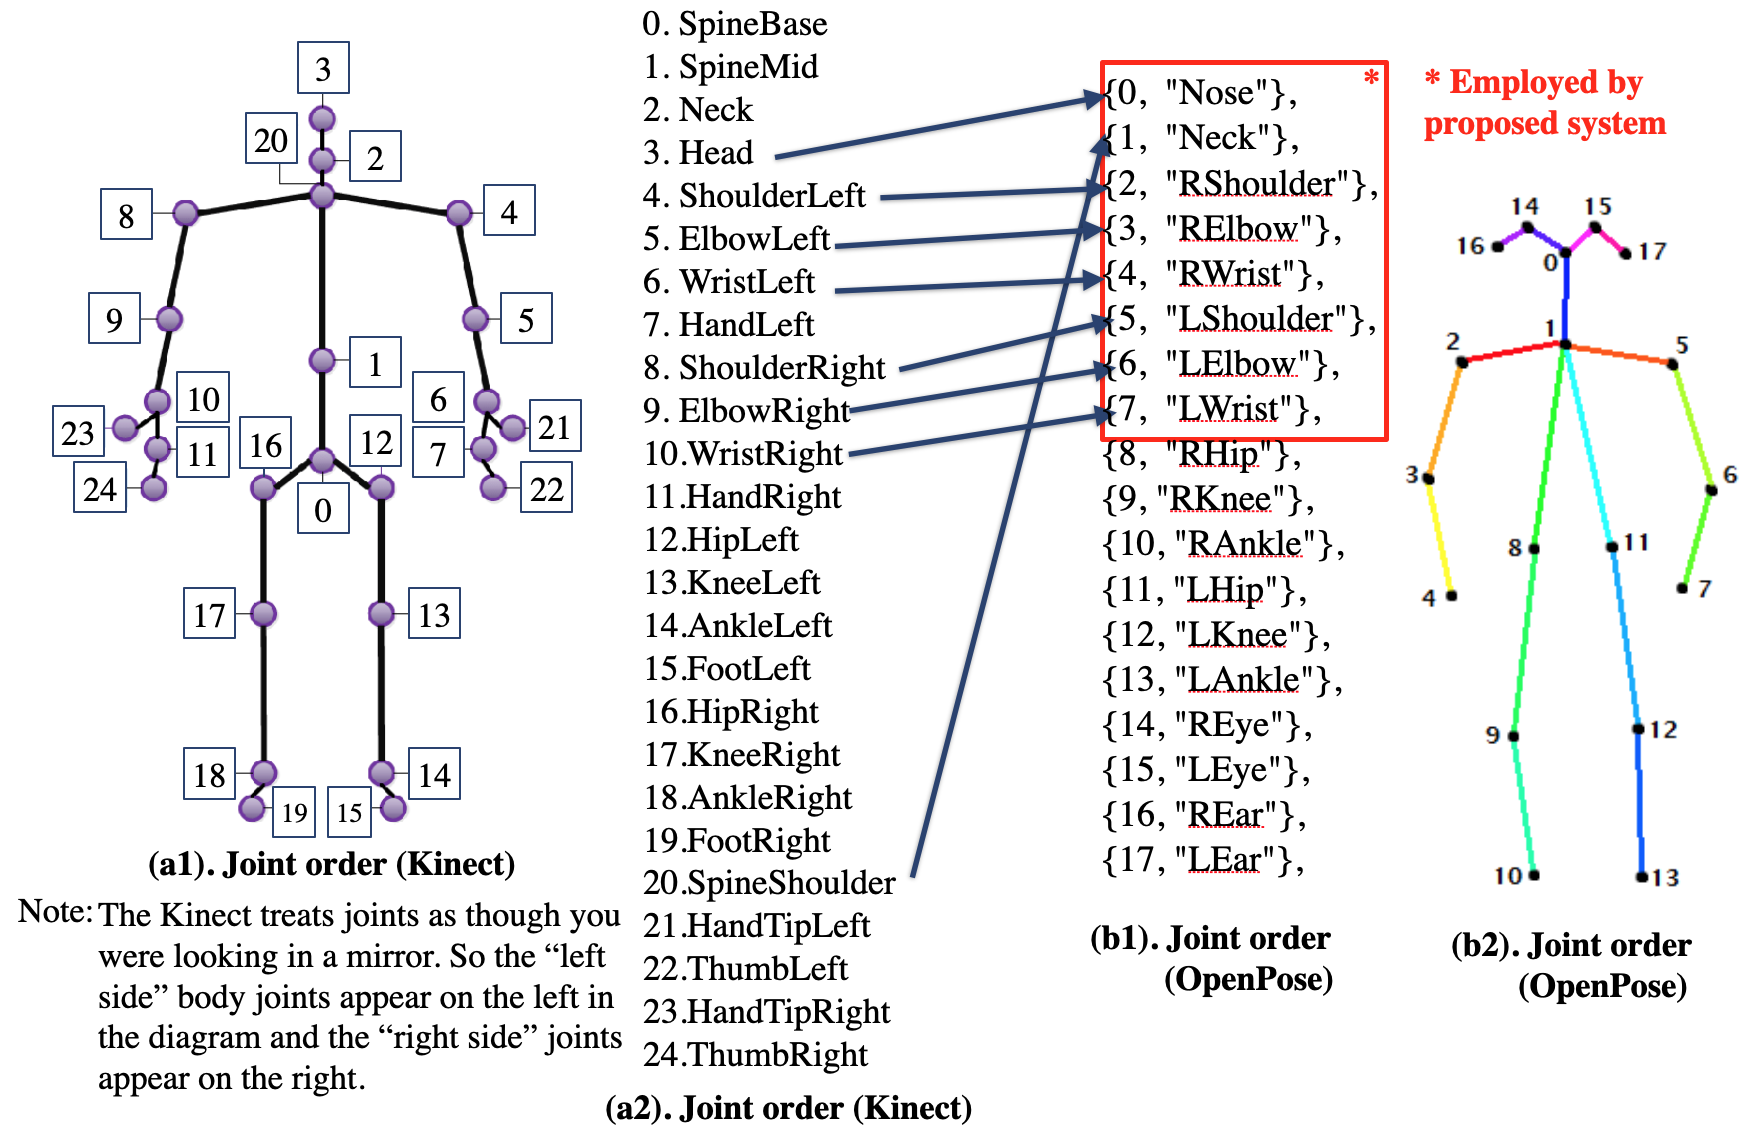 3
20
2
8
4
9
5
1
10
6
23
21
16
12
11
7
24
22
0
17
13
18
14
19
15
(a1). Joint order (Kinect)
Note: The Kinect treats joints as though you
were looking in a mirror. So the “left
side” body joints appear on the left in
the diagram and the “right side” joints
appear on the right.
0. SpineBase
1. SpineMid
2. Neck
3. Head
4. ShoulderLeft
5. ElbowLeft
6. WristLeft
7. HandLeft
8. ShoulderRight
9. ElbowRight
10.WristRight
11.HandRight
12.HipLeft
13.KneeLeft
14.AnkleLeft
15.FootLeft
16.HipRight
17.KneeRight
18.AnkleRight
19.FootRight
20.SpineShoulder
21.HandTipLeft
22.ThumbLeft
23.HandTipRight
24.ThumbRight
(a2). Joint order (Kinect)
*
{0, "Nose"},
{1, "Neck"},
{2, "RShoulder"},
{3, "RElbow"},
{4, "RWrist"},
{5, "LShoulder"},
{6, "LElbow"},
{7, "LWrist"},
{8, "RHip"},
{9, "RKnee"},
{10, "RAnkle"},
{11, "LHip"},
{12, "LKnee"},
{13, "LAnkle"},
{14, "REye"},
{15, "LEye"},
{16, "REar"},
{17, "LEar"},
(b1). Joint order
(OpenPose)
* Employed by
proposed system
14
15
16
17
0
1
2
5
3
6
8
11
4
7
9
12
10
13
(b2). Joint order
(OpenPose)